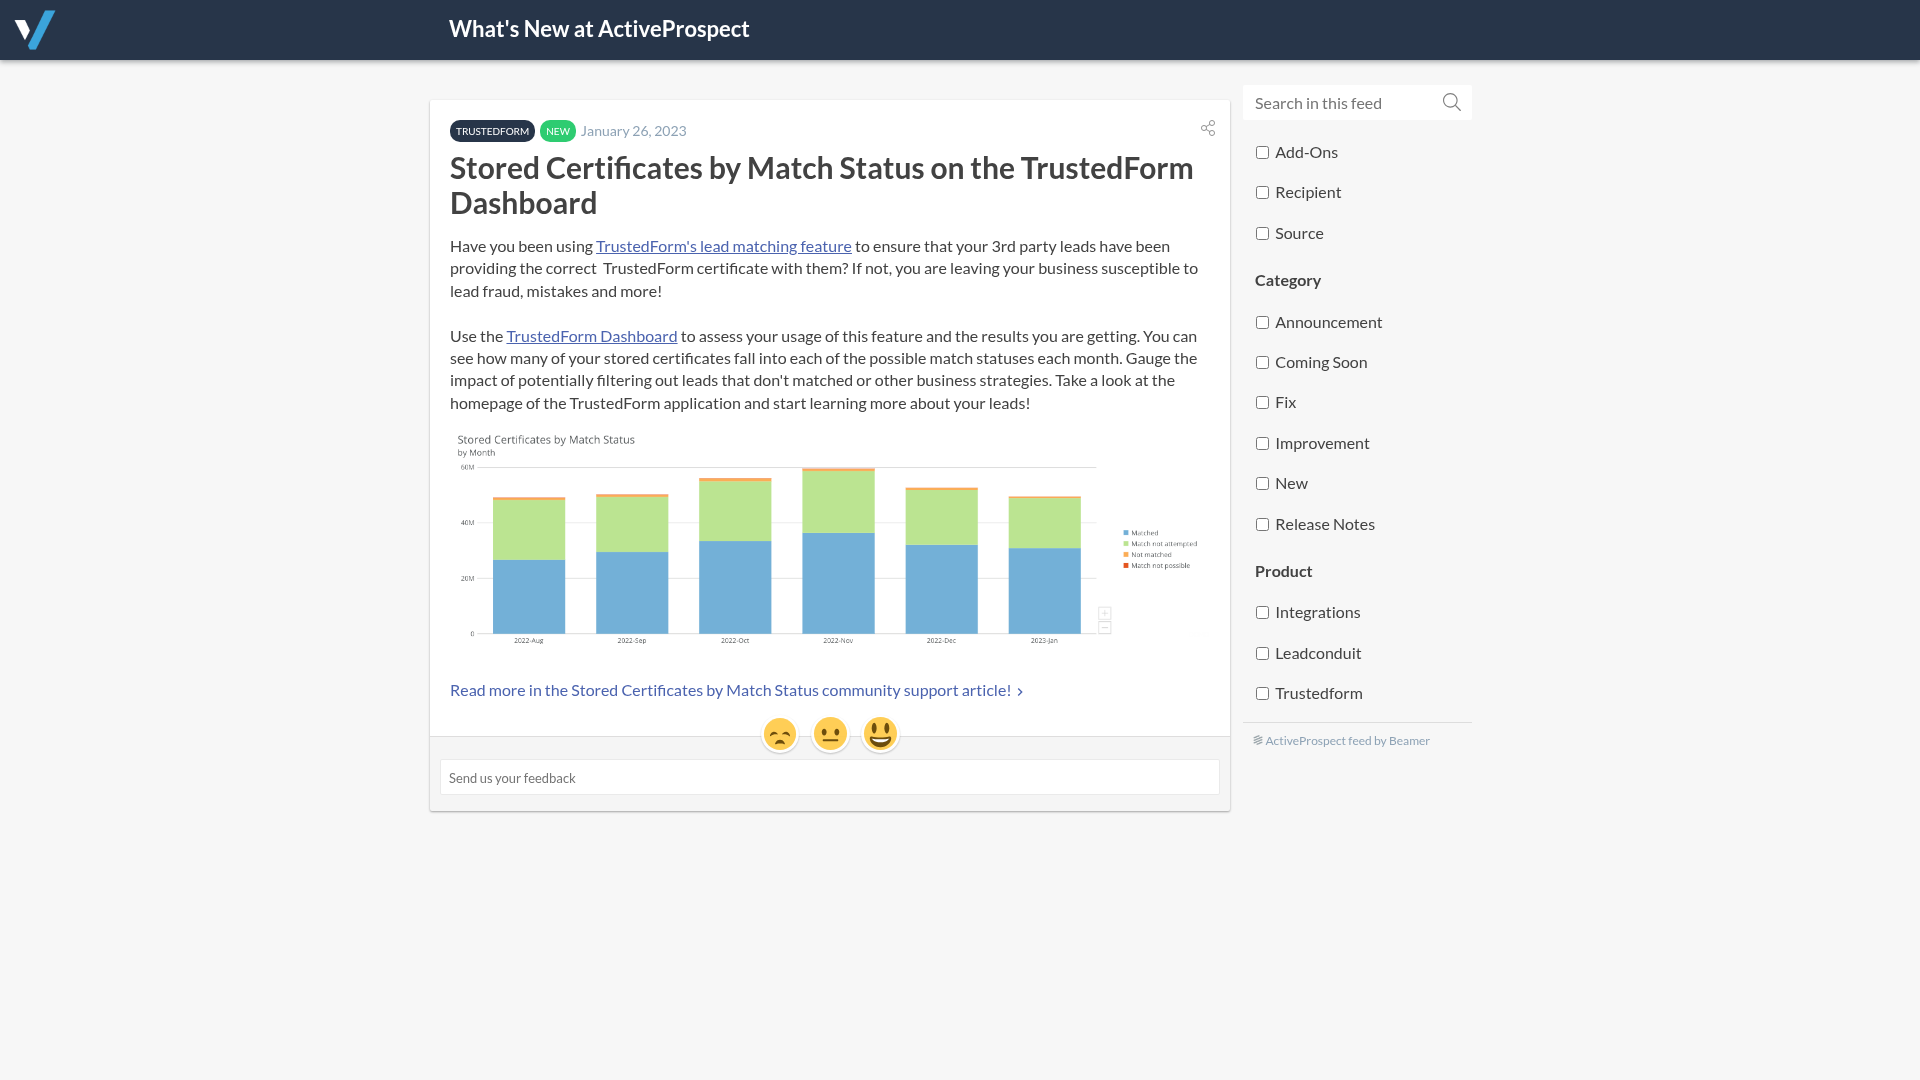 What's New at ActiveProspect
TRUSTEDFORM NEW January 26, 2023
Stored Certificates by Match Status on the TrustedForm
Dashboard
Have you been using TrustedForm's lead matching feature to ensure that your 3rd party leads have been
providing the correct  TrustedForm certificate with them? If not, you are leaving your business susceptible to
lead fraud, mistakes and more!
Use the TrustedForm Dashboard to assess your usage of this feature and the results you are getting. You can
see how many of your stored certificates fall into each of the possible match statuses each month. Gauge the
impact of potentially filtering out leads that don't matched or other business strategies. Take a look at the
homepage of the TrustedForm application and start learning more about your leads!
Stored Certificates by Match Status
by Month
60M
40M
20M
0
2022-Aug 2022-Sep 2022-Oct 2022-Nov 2022-Dec 2023-Jan
Matched
Match not attempted
Not matched
Match not possible
Read more in the Stored Certificates by Match Status community support article!
Send us your feedback
Search in this feed
Add-Ons
Recipient
Source
Category
Announcement
Coming Soon
Fix
Improvement
New
Release Notes
Product
Integrations
Leadconduit
Trustedform
ActiveProspect feed by Beamer